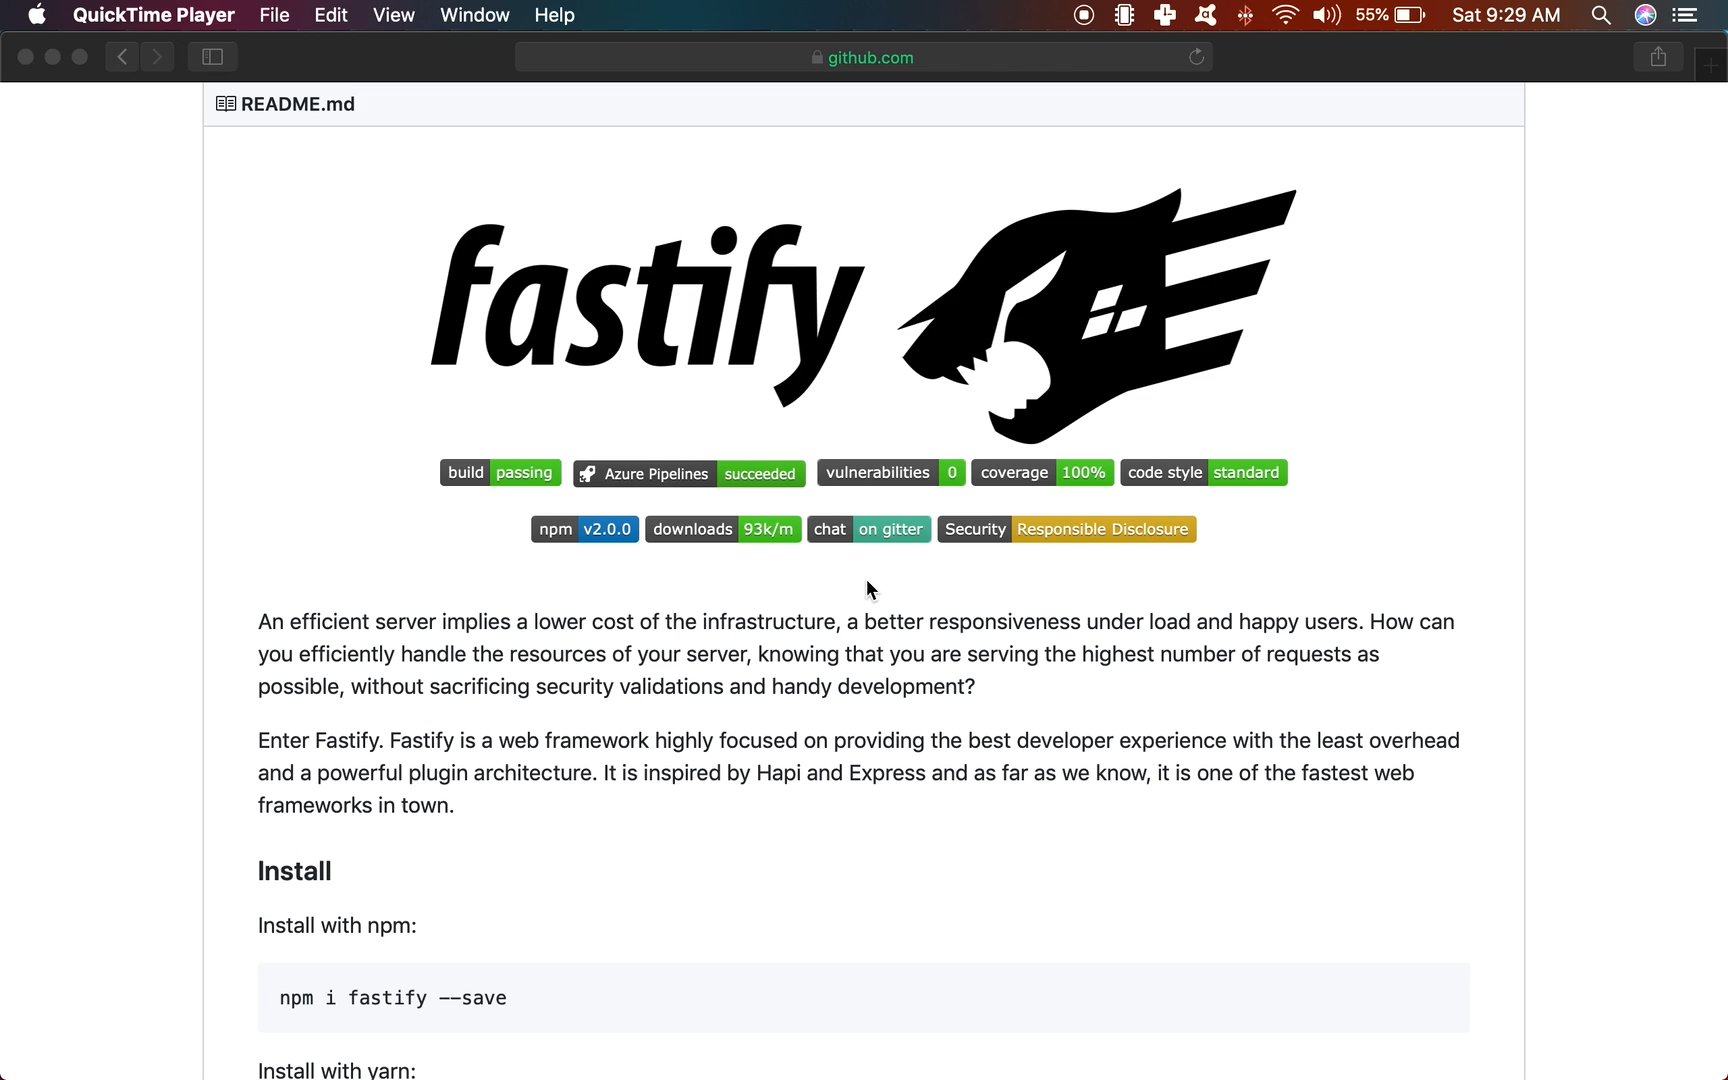 QuickTime Player File Edit View Window Help 55% Sat 9:29 AM
github.com
README.md
fastify
build passing Azure Pipelines succeeded vulnerabilities 0 coverage 100% code style standard
npm v2.0.0 downloads 93k/m chat on gitter Security Responsible Disclosure
An efficient server implies a lower cost of the infrastructure, a better responsiveness under load and happy users. How can
you efficiently handle the resources of your server, knowing that you are serving the highest number of requests as
possible, without sacrificing security validations and handy development?
Enter Fastify. Fastify is a web framework highly focused on providing the best developer experience with the least overhead
and a powerful plugin architecture. It is inspired by Hapi and Express and as far as we know, it is one of the fastest web
frameworks in town.
Install
Install with npm:
npm i fastify --save
Install with yarn: